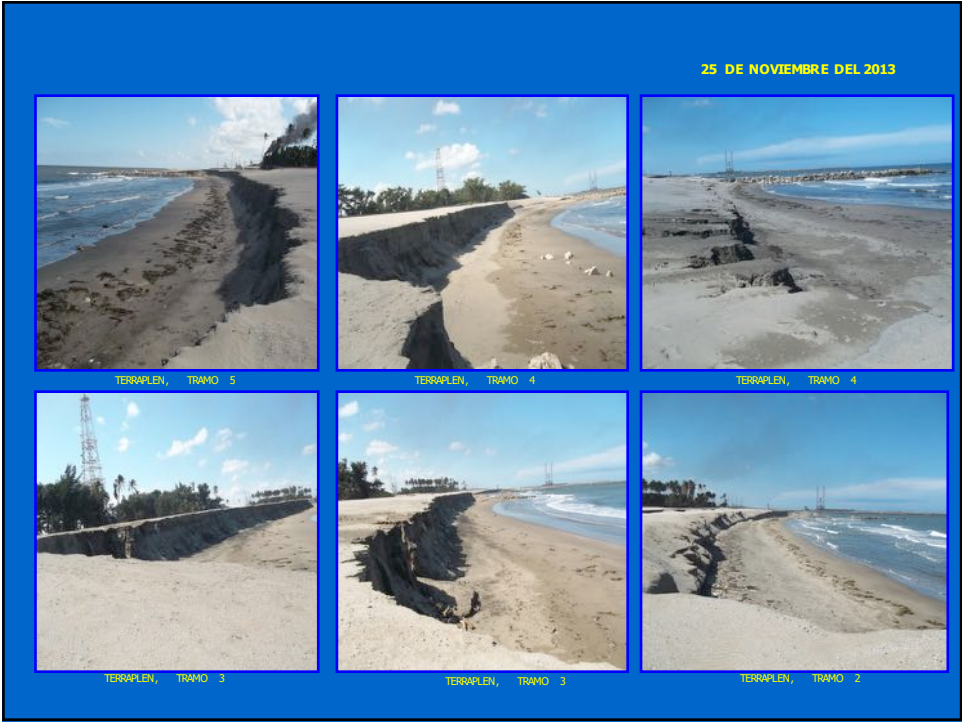 25 DE NOVIEMBRE DEL 2013
TERRAPLEN, TRAMO 5
TERRAPLEN, TRAMO 4
TERRAPLEN, TRAMO 4
TERRAPLEN, TRAMO 3
TERRAPLEN, TRAMO 3
TERRAPLEN, TRAMO 2